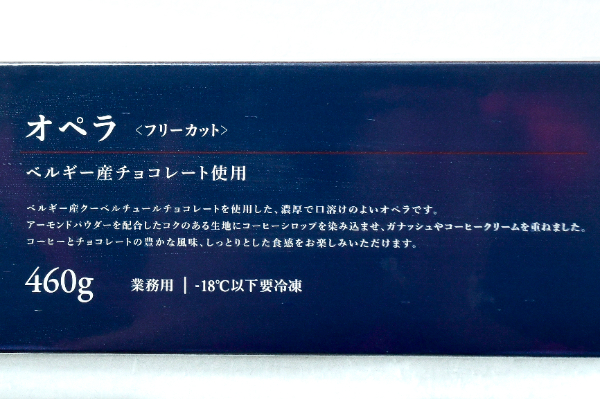 オペラ 〈フリーカット〉
ベルギー産チョコレート使用
ベルギー産クーベルチュールチョコレートを使用した、濃厚で口溶けのよいオペラです。
アーモンドパウダーを配合したコクのある生地にコーヒーシロップを染み込ませ、ガナッシュやコーヒークリームを重ねました。
コーヒーとチョコレートの豊かな風味、しっとりとした食感をお楽しみいただけます。
460g 業務用 | -18℃以下要冷凍